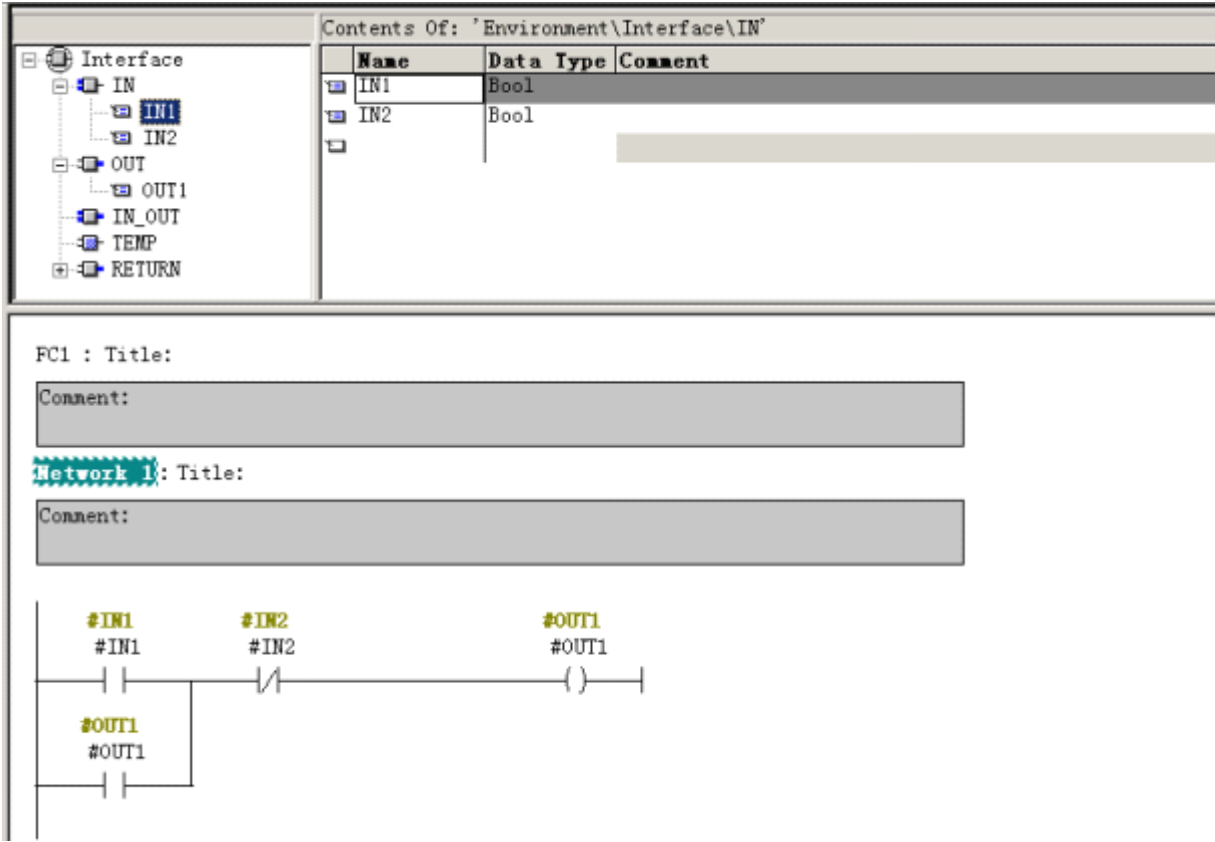 Contents Of: 'Environment\Interface\IN'
Interface
IN
IN1
IN2
OUT
OUT1
IN_OUT
TEMP
RETURN
Name Data Type Comment
IN1 Bool
IN2 Bool
FC1 : Title:
Comment:
Network 1: Title:
Comment:
#IN1 #IN2 #OUT1
#IN1 #IN2 #OUT1
#OUT1
#OUT1